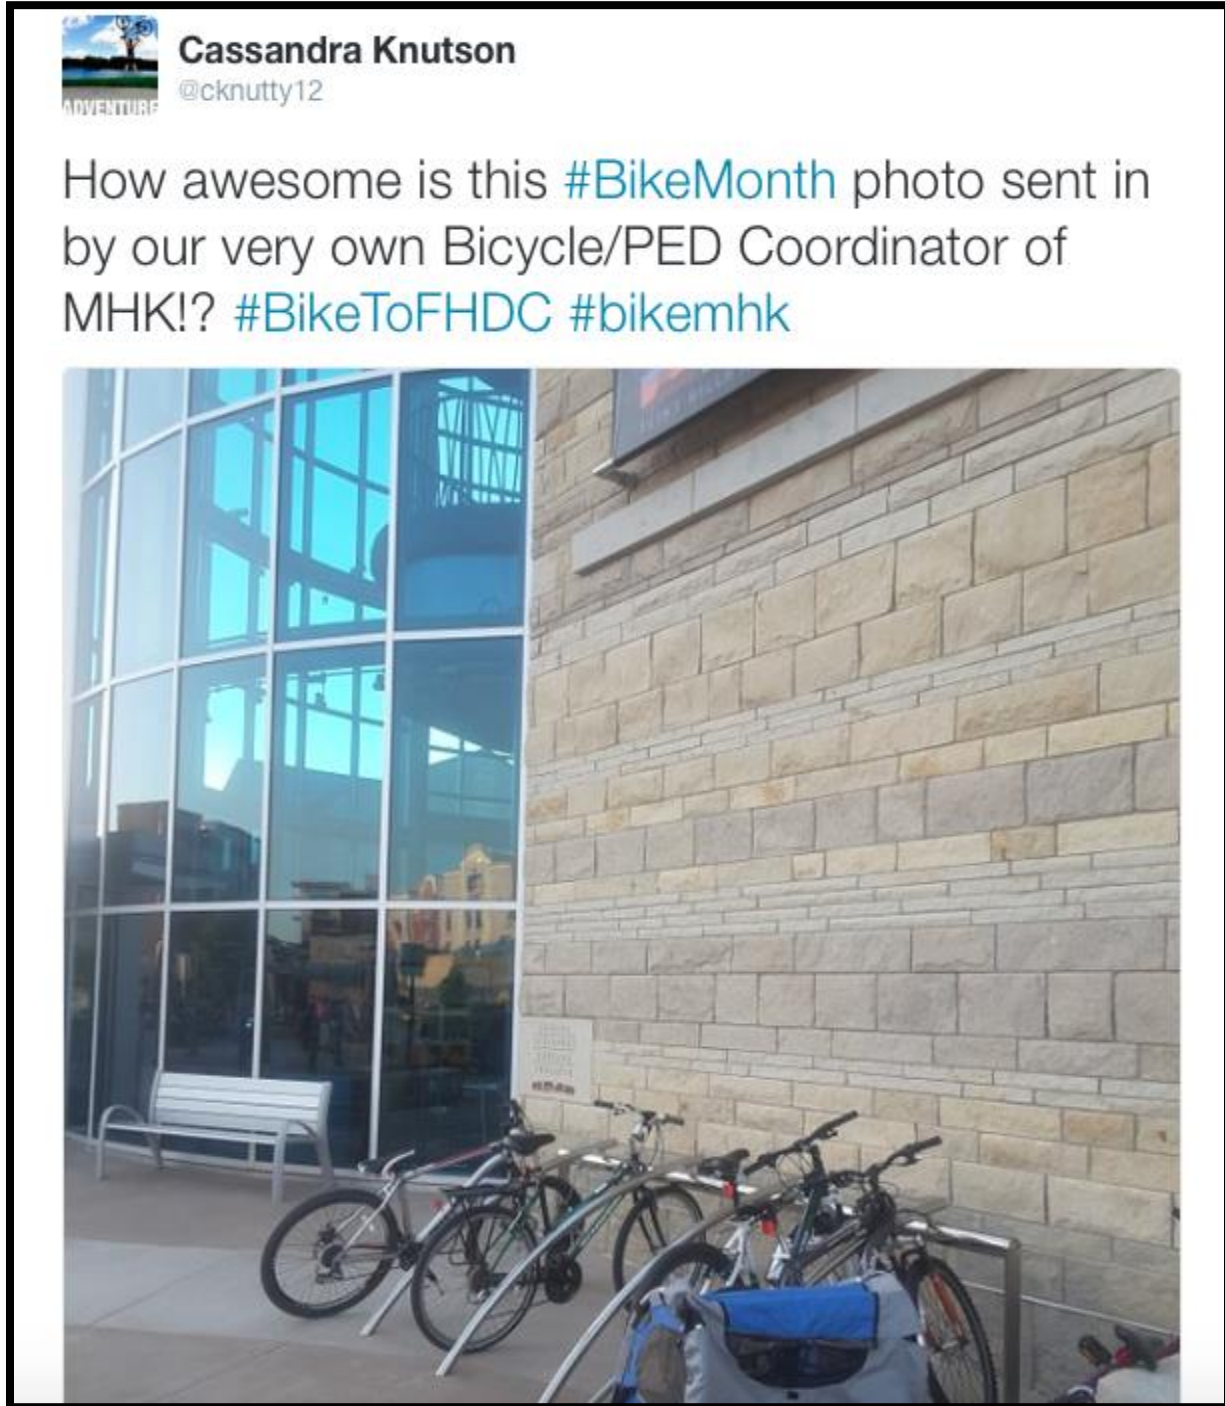 Cassandra Knutson
@cknutty12
ADVENTURE
How awesome is this #BikeMonth photo sent in
by our very own Bicycle/PED Coordinator of
MHK!? #BikeToFHDC #bikemhk